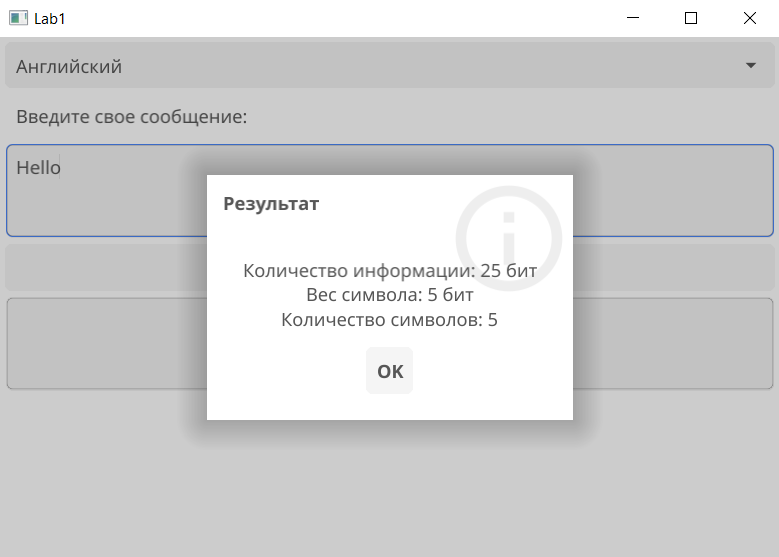 Lab1
Английский
Введите свое сообщение:
Hello
Результат
Количество информации: 25 бит
Вес символа: 5 бит
Количество символов: 5
OK